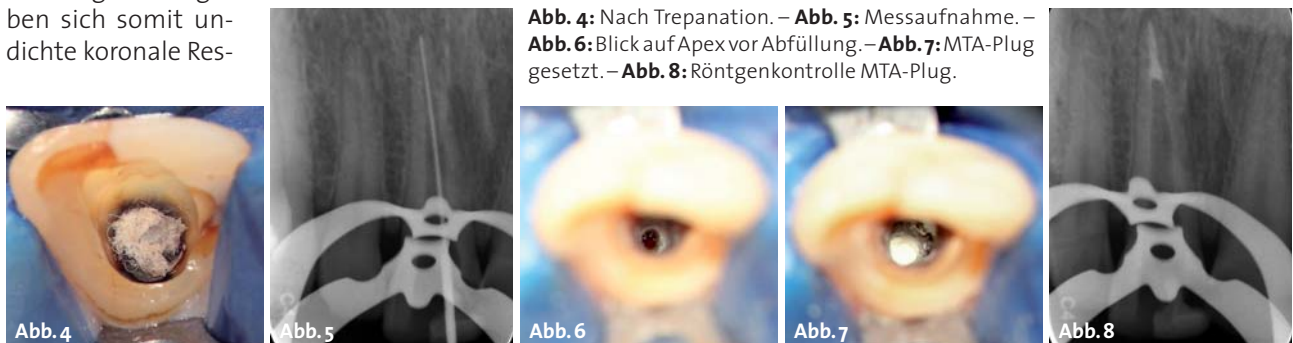 ben sich somit un-
dichte koronale Res-
Abb. 4: Nach Trepanation. – Abb. 5: Messaufnahme. –
Abb. 6: Blick auf Apex vor Abfüllung. – Abb. 7: MTA-Plug
gesetzt. – Abb. 8: Röntgenkontrolle MTA-Plug.
Abb. 4
Abb. 5
Abb. 6
Abb. 7
Abb. 8